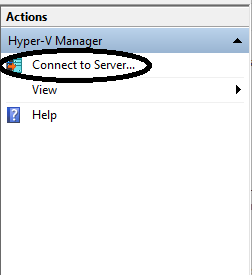 Actions
Hyper-V Manager
Connect to Server...
View
Help